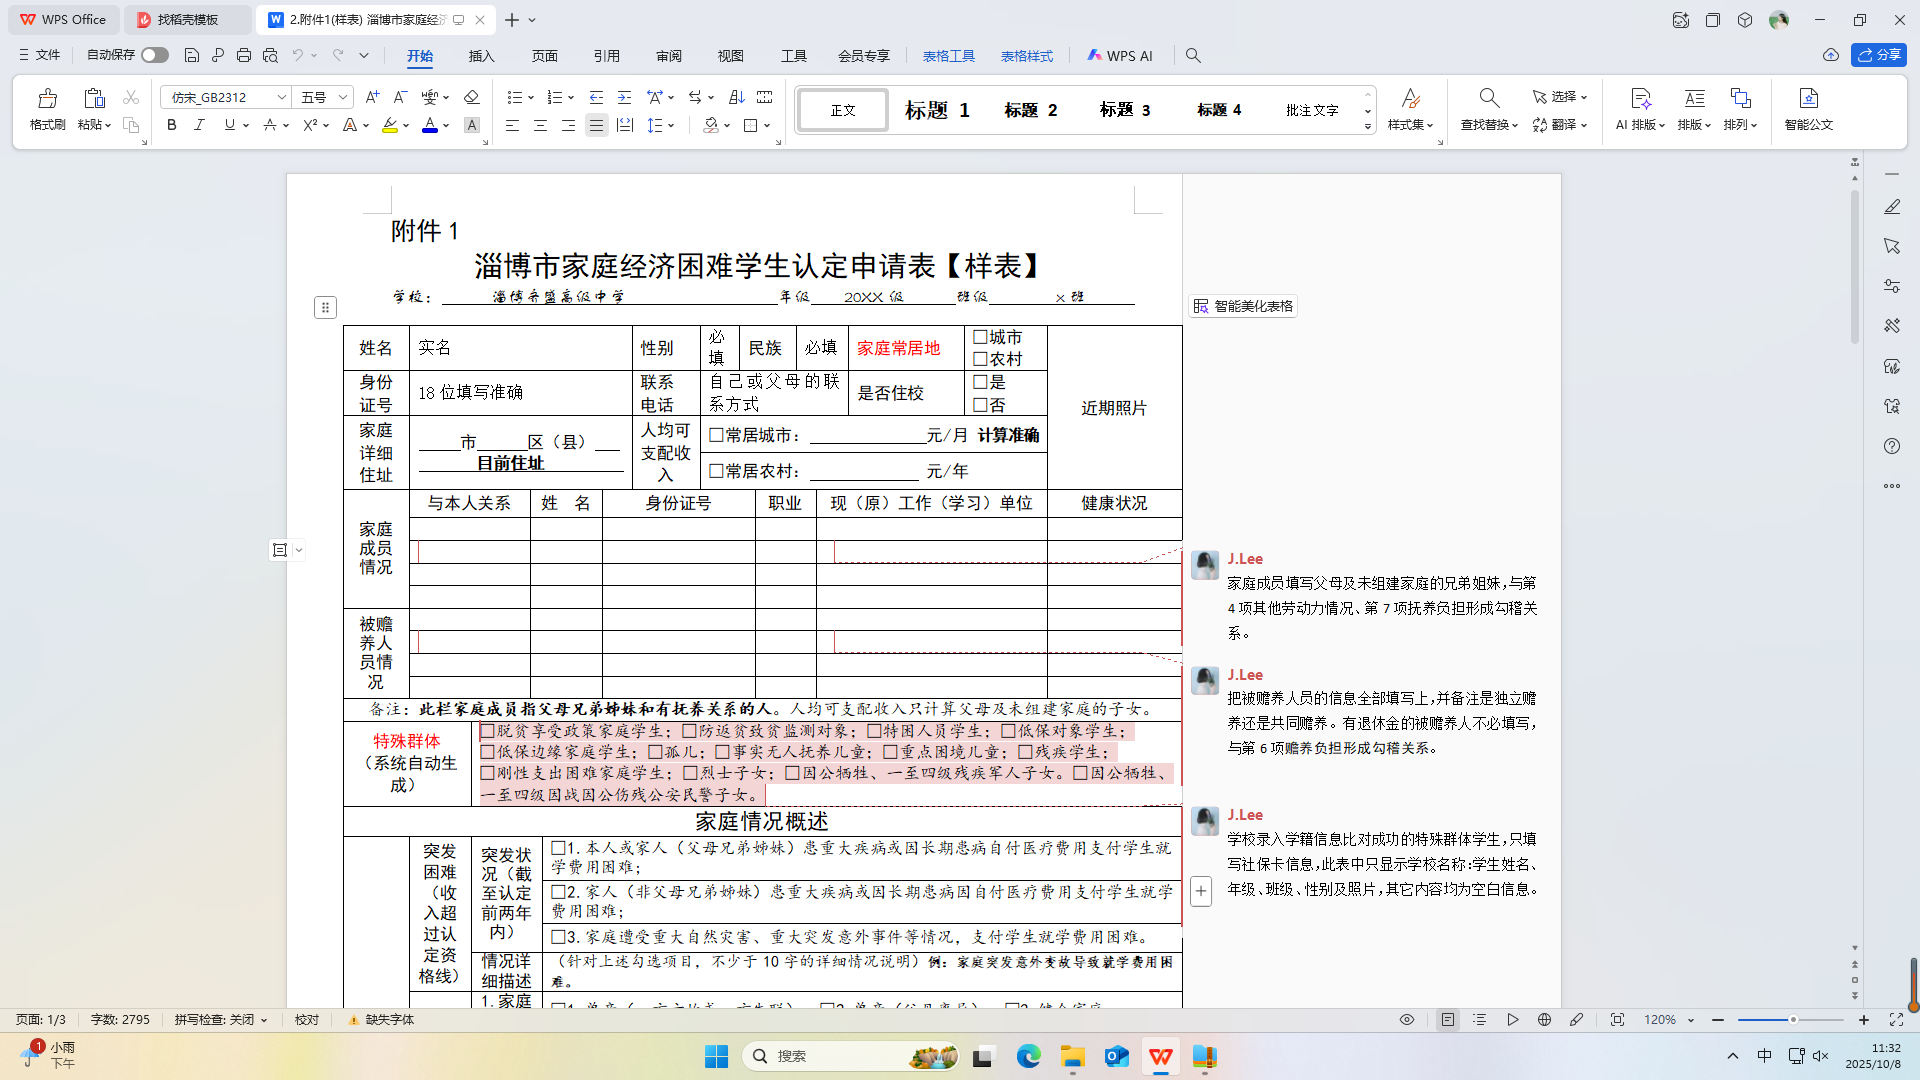 WPS Office
找稻壳模板
2.附件1(样表) 淄博市家庭经济
文件
自动保存
开始
插入
页面
引用
审阅
视图
工具
会员专享
表格工具
表格样式
WPS AI
分享
格式刷
粘贴
仿宋_GB2312
五号
正文
标题 1
标题 2
标题 3
标题 4
批注文字
样式集
查找替换
选择
翻译
AI 排版
排版
排列
智能公文
附件 1
淄博市家庭经济困难学生认定申请表【样表】
学校： 淄博齐盛高级中学 年级 20XX 级 班级 x 班
智能美化表格
姓名 实名 性别 必填 民族 必填 家庭常居地 □城市 □农村
身份证号 18 位填写准确 联系电话 自己或父母的联系方式 是否住校 □是 □否
近期照片
家庭详细住址 市 区（县） 目前住址
人均可支配收入 □常居城市： 元/月 计算准确
□常居农村： 元/年
家庭成员情况
与本人关系 姓 名 身份证号 职业 现（原）工作（学习）单位 健康状况
被赡养人员情况
备注：此栏家庭成员指父母兄弟姊妹和有抚养关系的人。人均可支配收入只计算父母及未组建家庭的子女。
特殊群体
（系统自动生成）
□脱贫享受政策家庭学生；□防返贫致贫监测对象；□特困人员学生；□低保对象学生；
□低保边缘家庭学生；□孤儿；□事实无人抚养儿童；□重点困境儿童；□残疾学生；
□刚性支出困难家庭学生；□烈士子女；□因公牺牲、一至四级残疾军人子女。□因公牺牲、
一至四级因战因公伤残公安民警子女。
家庭情况概述
突发困难（收入超过认定资格线）
突发状况（截至认定前两年内）
□1.本人或家人（父母兄弟姊妹）患重大疾病或因长期患病自付医疗费用支付学生就
学费用困难；
□2.家人（非父母兄弟姊妹）患重大疾病或因长期患病因自付医疗费用支付学生就学
费用困难；
□3.家庭遭受重大自然灾害、重大突发意外事件等情况，支付学生就学费用困难。
情况详细描述
（针对上述勾选项目，不少于 10 字的详细情况说明）例：家庭突发意外变故导致就学费用困
难。
1.家庭
J.Lee
家庭成员填写父母及未组建家庭的兄弟姐妹，与第
4 项其他劳动力情况、第 7 项抚养负担形成勾稽关
系。
J.Lee
把被赡养人员的信息全部填写上，并备注是独立赡
养还是共同赡养。有退休金的被赡养人不必填写，
与第 6 项赡养负担形成勾稽关系。
J.Lee
学校录入学籍信息比对成功的特殊群体学生，只填
写社保卡信息，此表中只显示学校名称：学生姓名、
年级、班级、性别及照片，其它内容均为空白信息。
页面: 1/3
字数: 2795
拼写检查: 关闭
校对
缺失字体
120%
1
小雨
下午
搜索
中
11:32
2025/10/8